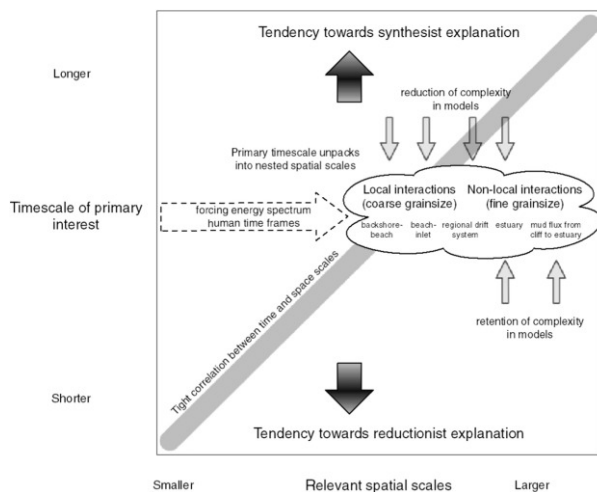 Tendency towards synthesist explanation
Longer
reduction of complexity
in models
Primary timescale unpacks
into nested spatial scales
Local interactions
(coarse grainsize)
Non-local interactions
(fine grainsize)
Timescale of primary
interest
forcing energy spectrum
human time frames
backshore-
beach
beach-
inlet
regional drift
system
estuary
mud flux from
cliff to estuary
Tight correlation between time and space scales
retention of complexity
in models
Shorter
Tendency towards reductionist explanation
Smaller
Relevant spatial scales
Larger